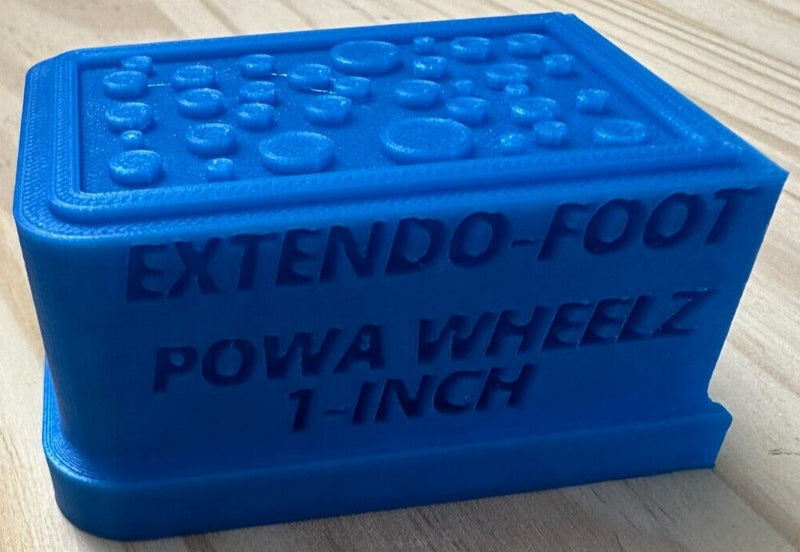 EXTENDO-FOOT
POWA WHEELZ
1-INCH